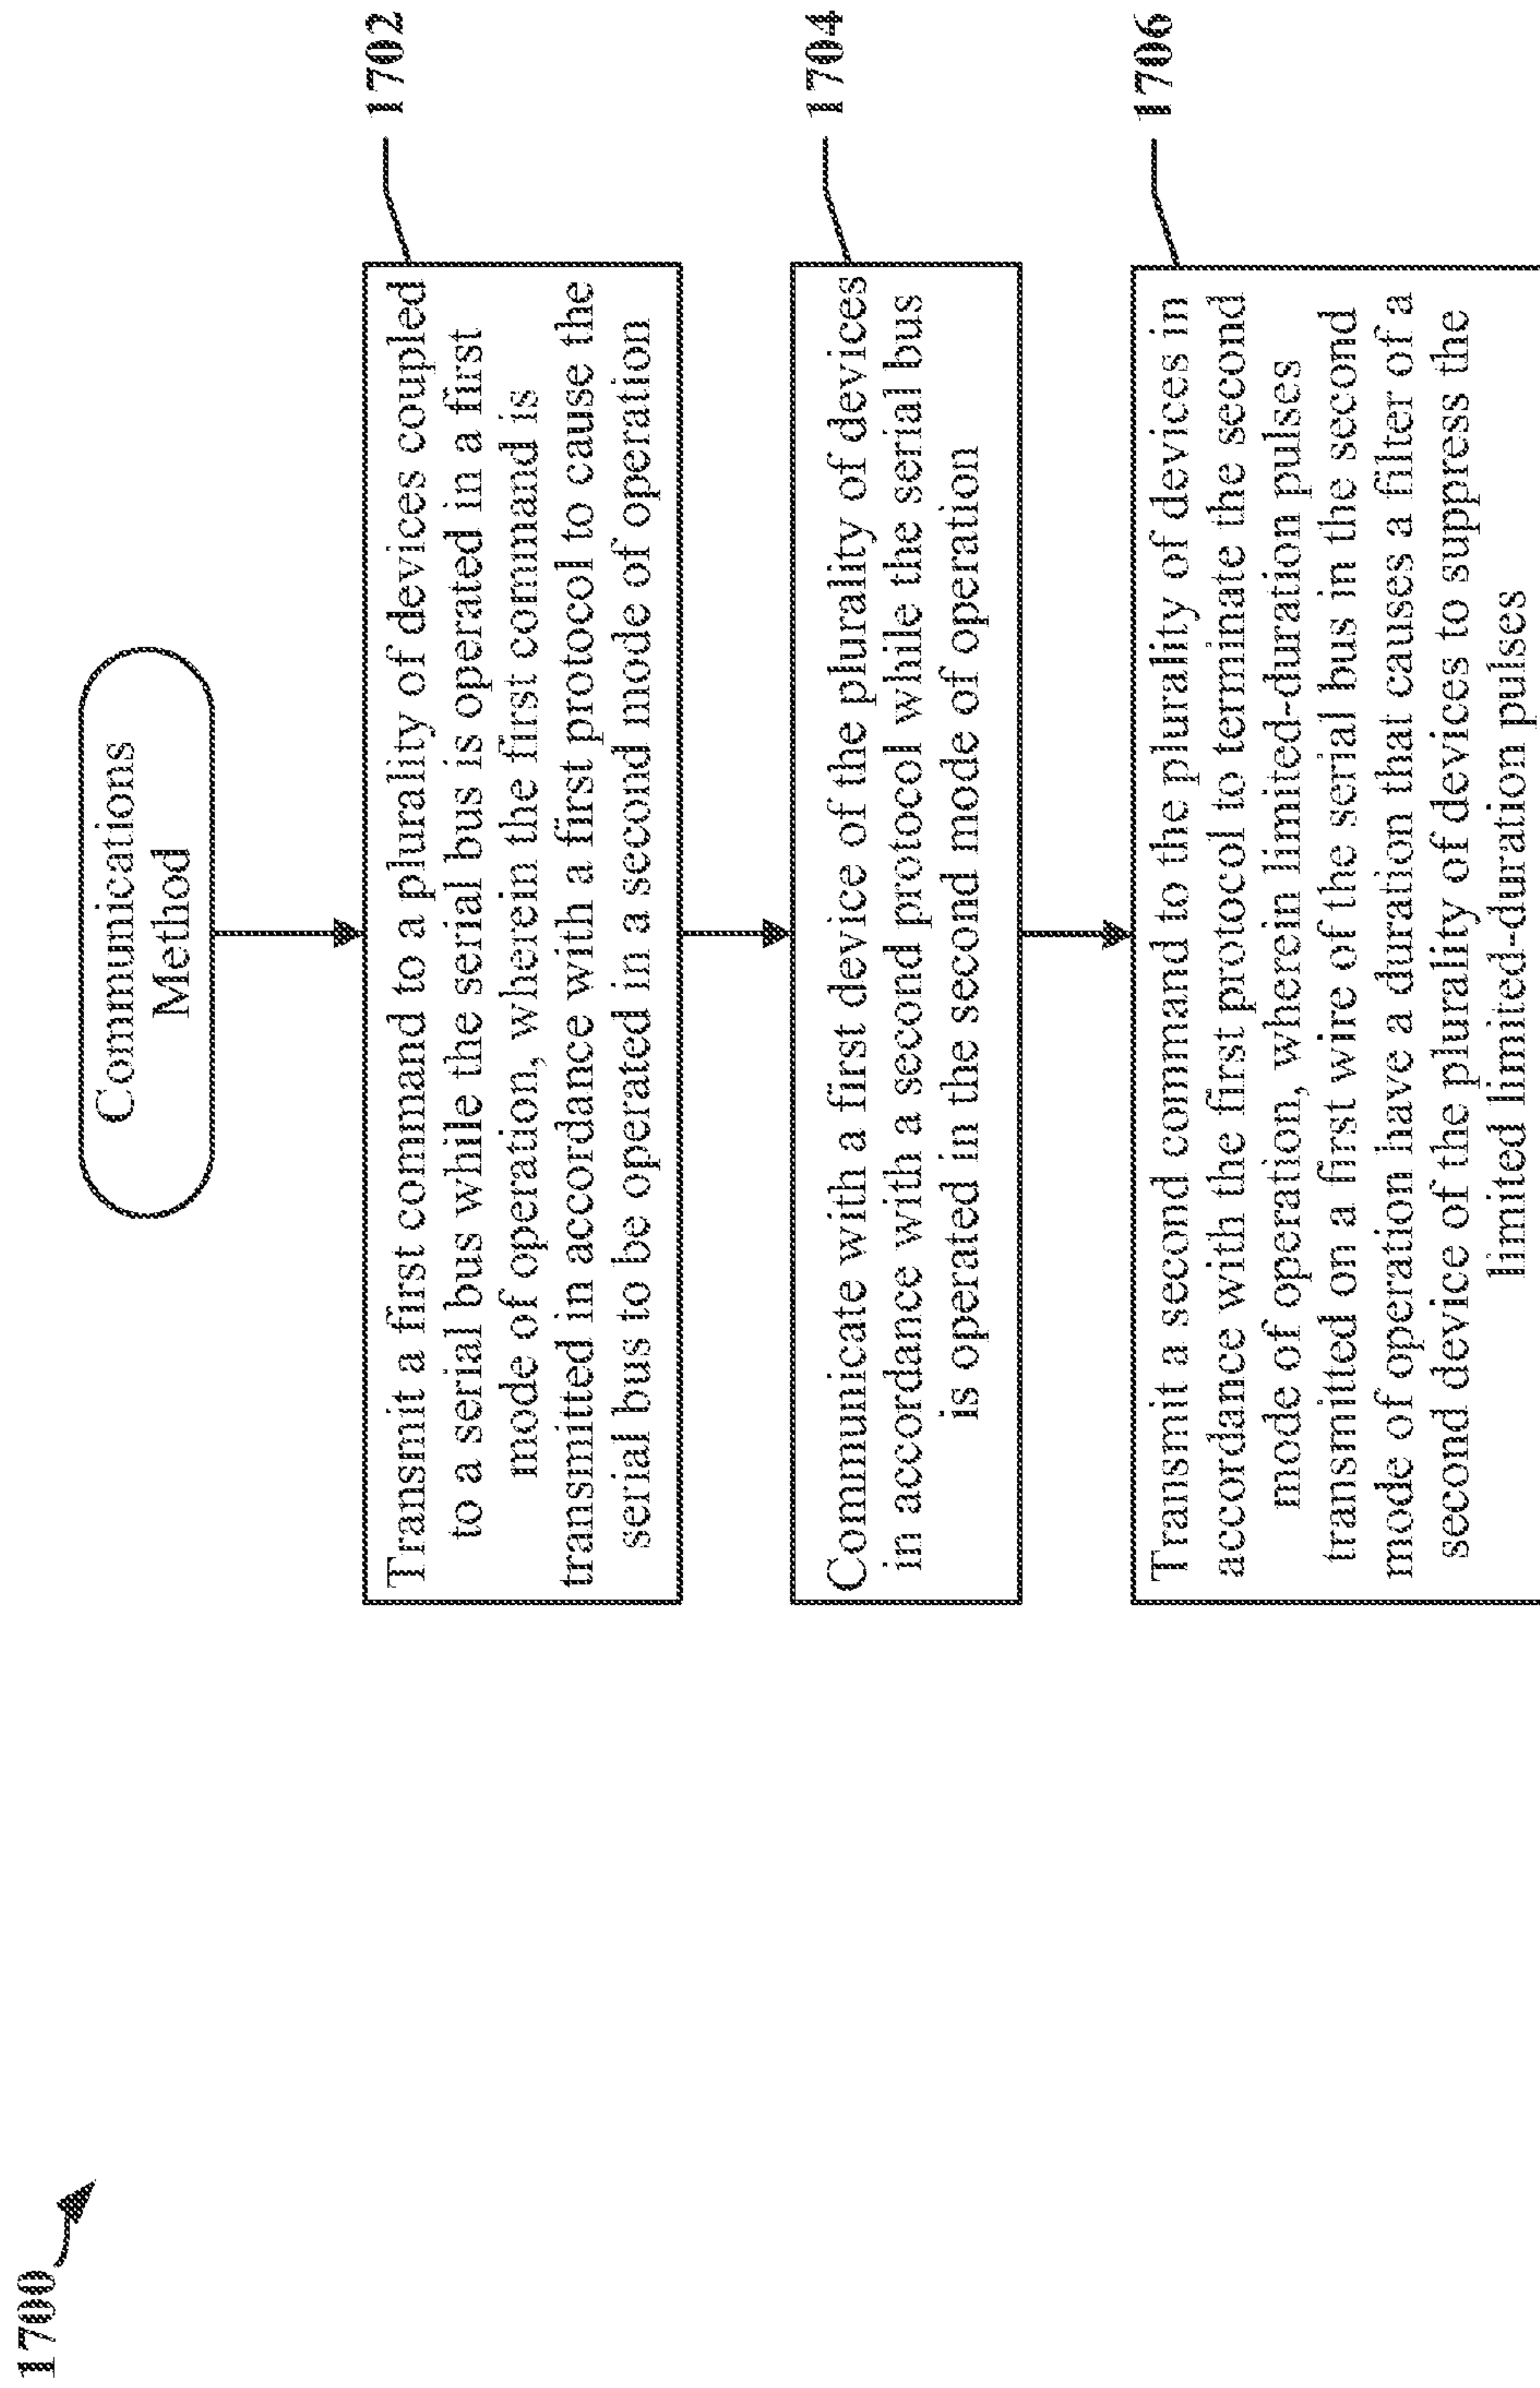 1700
Communications
Method
Transmit a first command to a plurality of devices coupled
to a serial bus while the serial bus is operated in a first
mode of operation, wherein the first command is
transmitted in accordance with a first protocol to cause the
serial bus to be operated in a second mode of operation
1702
Communicate with a first device of the plurality of devices
in accordance with a second protocol while the serial bus
is operated in the second mode of operation
1704
Transmit a second command to the plurality of devices in
accordance with the first protocol to terminate the second
mode of operation, wherein limited-duration pulses
transmitted on a first wire of the serial bus in the second
mode of operation have a duration that causes a filter of a
second device of the plurality of devices to suppress the
limited limited-duration pulses
1706